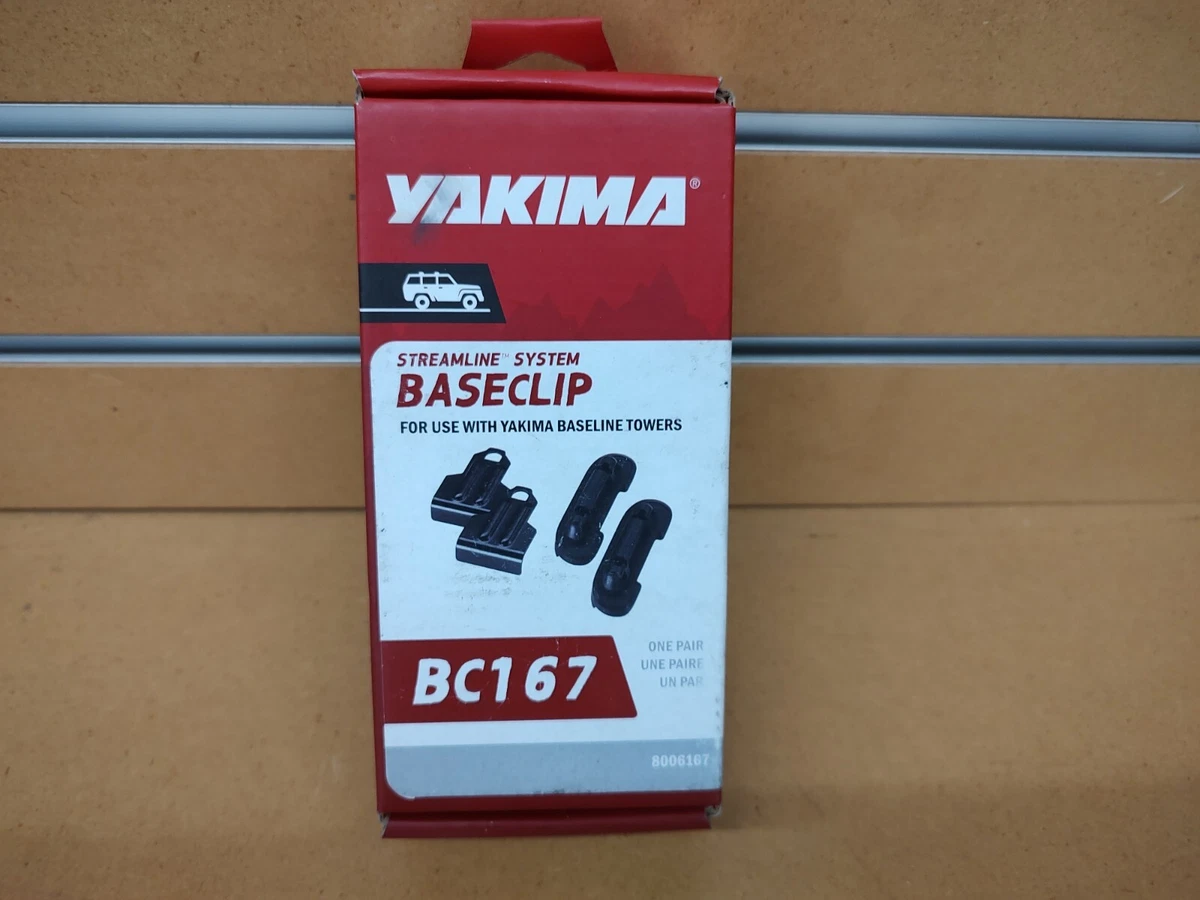 YAKIMA®
STREAMLINE™ SYSTEM
BASECLIP
FOR USE WITH YAKIMA BASELINE TOWERS
BC167
ONE PAIR
UNE PAIRE
UN PAR
8006167